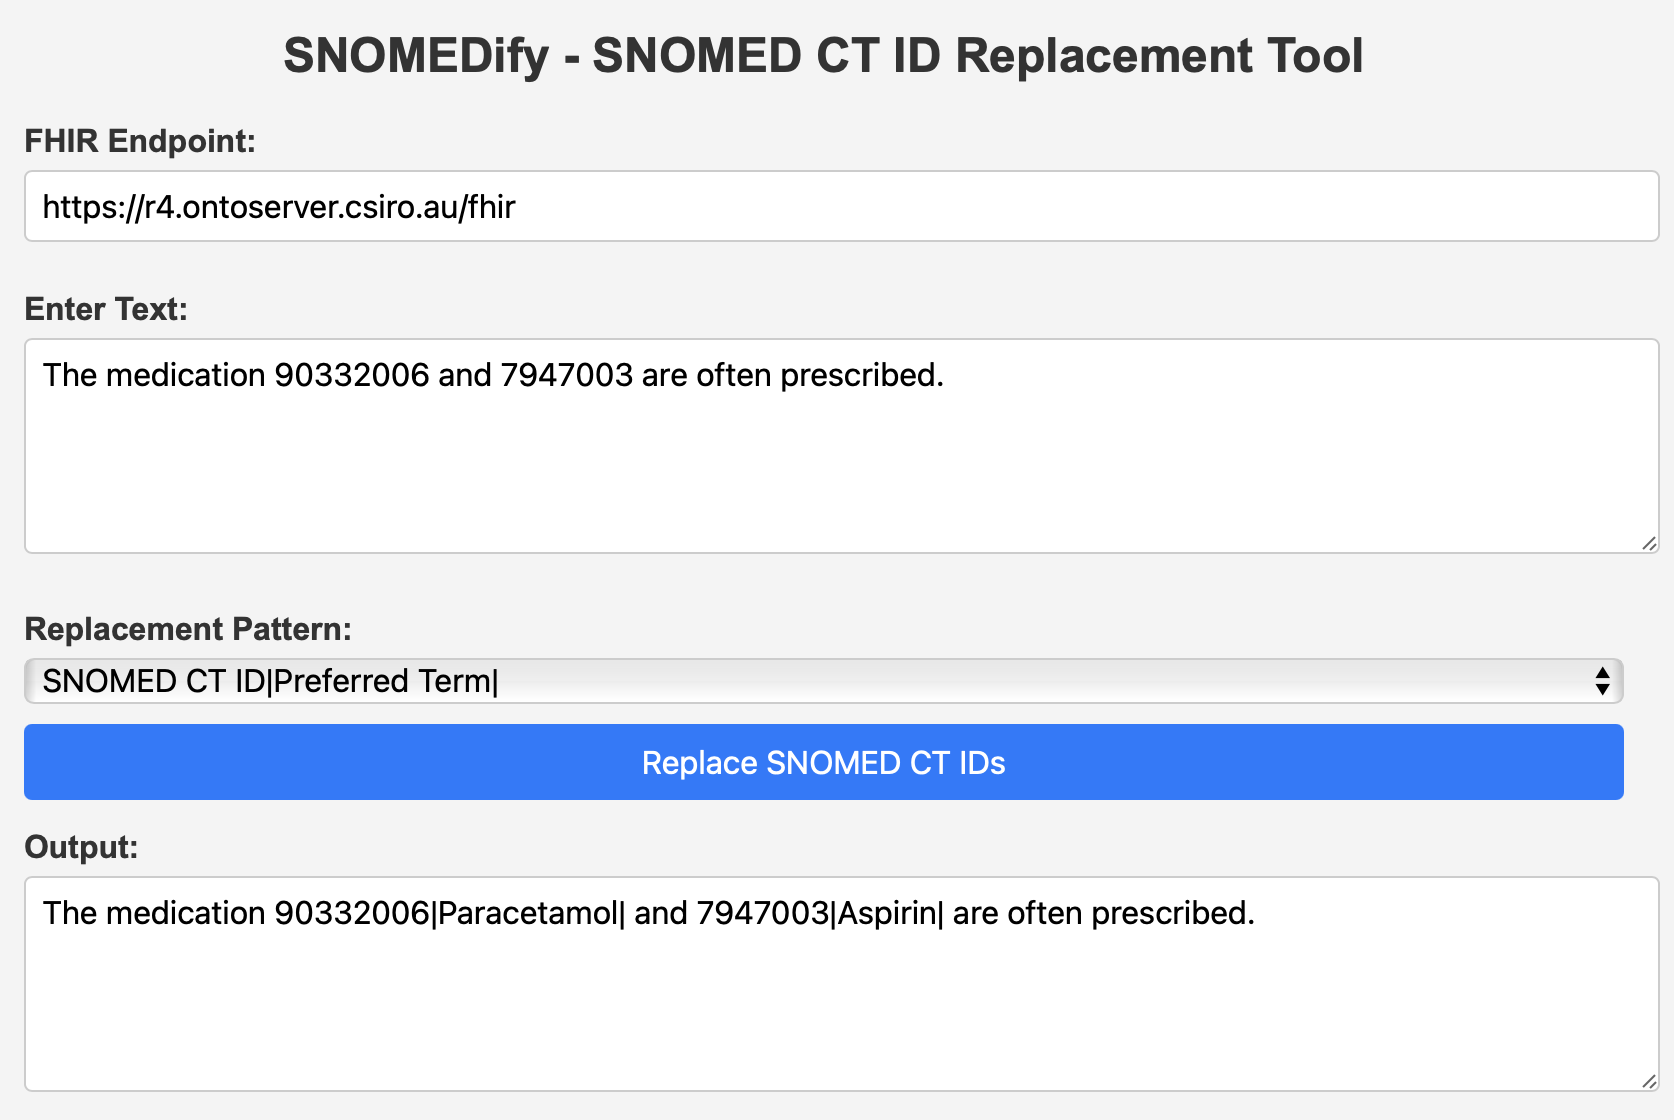 SNOMEDify - SNOMED CT ID Replacement Tool
FHIR Endpoint:
https://r4.ontoserver.csiro.au/fhir
Enter Text:
The medication 90332006 and 7947003 are often prescribed.
Replacement Pattern:
SNOMED CT ID|Preferred Term|
Replace SNOMED CT IDs
Output:
The medication 90332006|Paracetamol| and 7947003|Aspirin| are often prescribed.